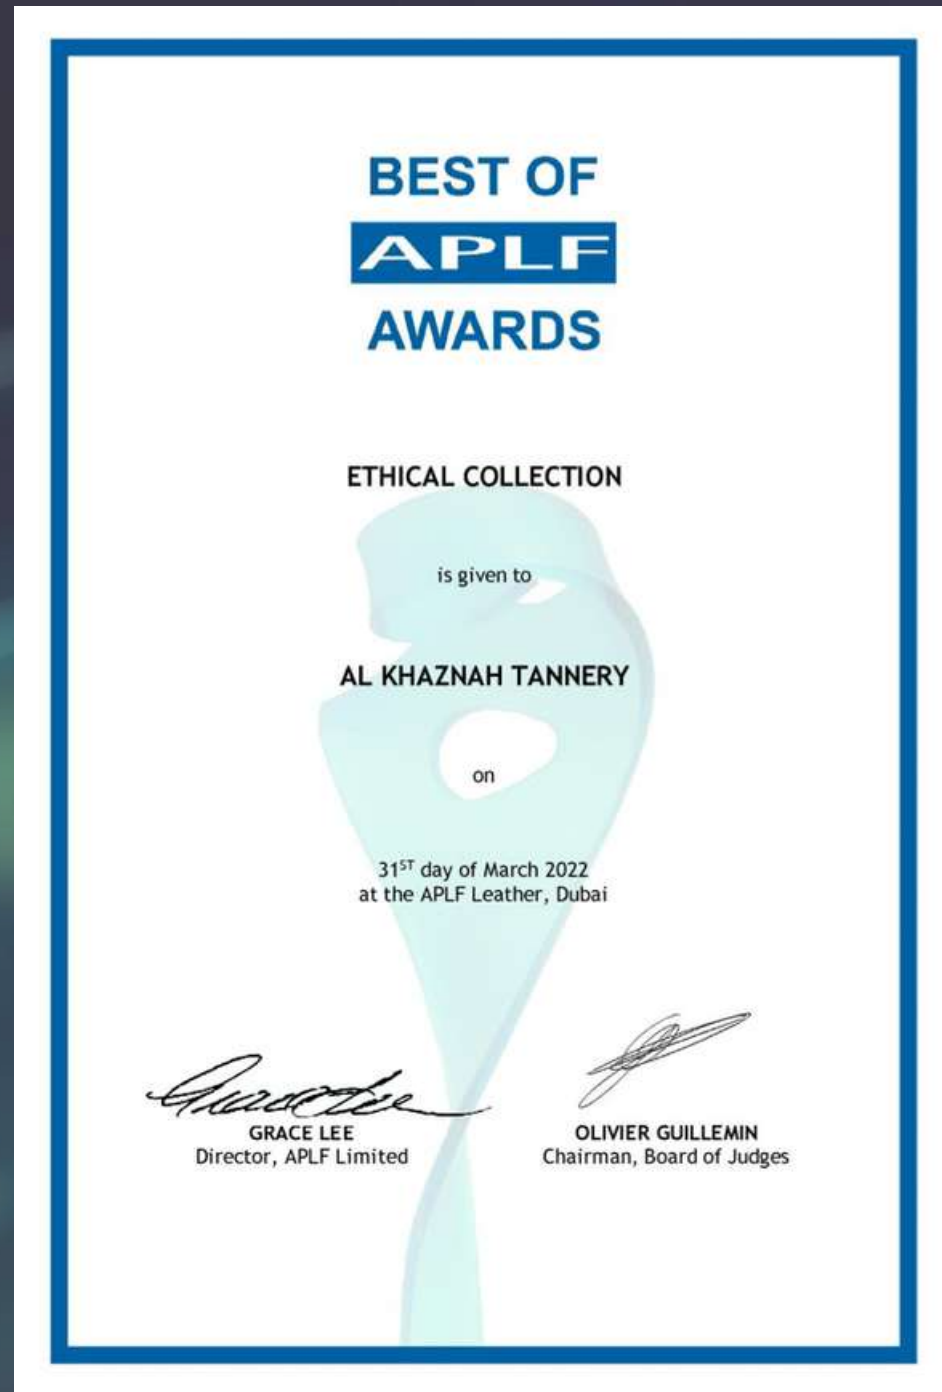 BEST OF
APLF
AWARDS
ETHICAL COLLECTION
is given to
AL KHAZNAH TANNERY
on
31ST day of March 2022
at the APLF Leather, Dubai
GRACE LEE
Director, APLF Limited
OLIVIER GUILLEMIN
Chairman, Board of Judges